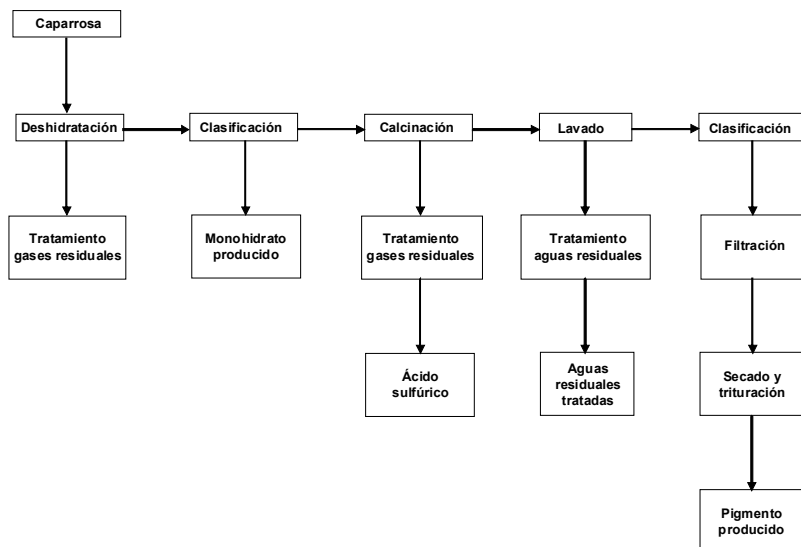 Caparrosa
Deshidratación
Clasificación
Calcinación
Lavado
Clasificación
Tratamiento
gases residuales
Monohidrato
producido
Tratamiento
gases residuales
Tratamiento
aguas residuales
Filtración
Ácido
sulfúrico
Aguas
residuales
tratadas
Secado y
trituración
Pigmento
producido